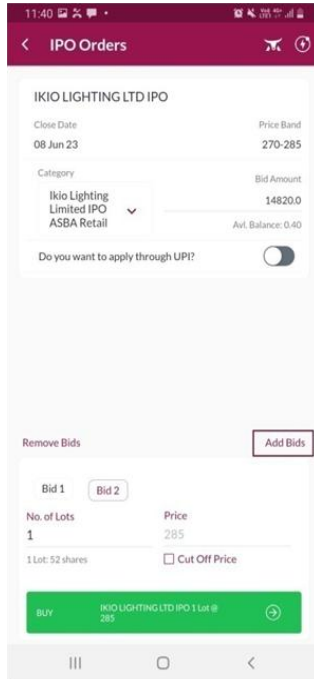 11:40
IPO Orders
IKIO LIGHTING LTD IPO
Close Date Price Band
08 Jun 23 270-285
Category Bid Amount
Ikio Lighting
Limited IPO
ASBA Retail
14820.0
Avl. Balance: 0.40
Do you want to apply through UPI?
Remove Bids Add Bids
Bid 1 Bid 2
No. of Lots Price
1 285
1 Lot: 52 shares Cut Off Price
BUY IKIO LIGHTING LTD IPO 1 Lot @
285